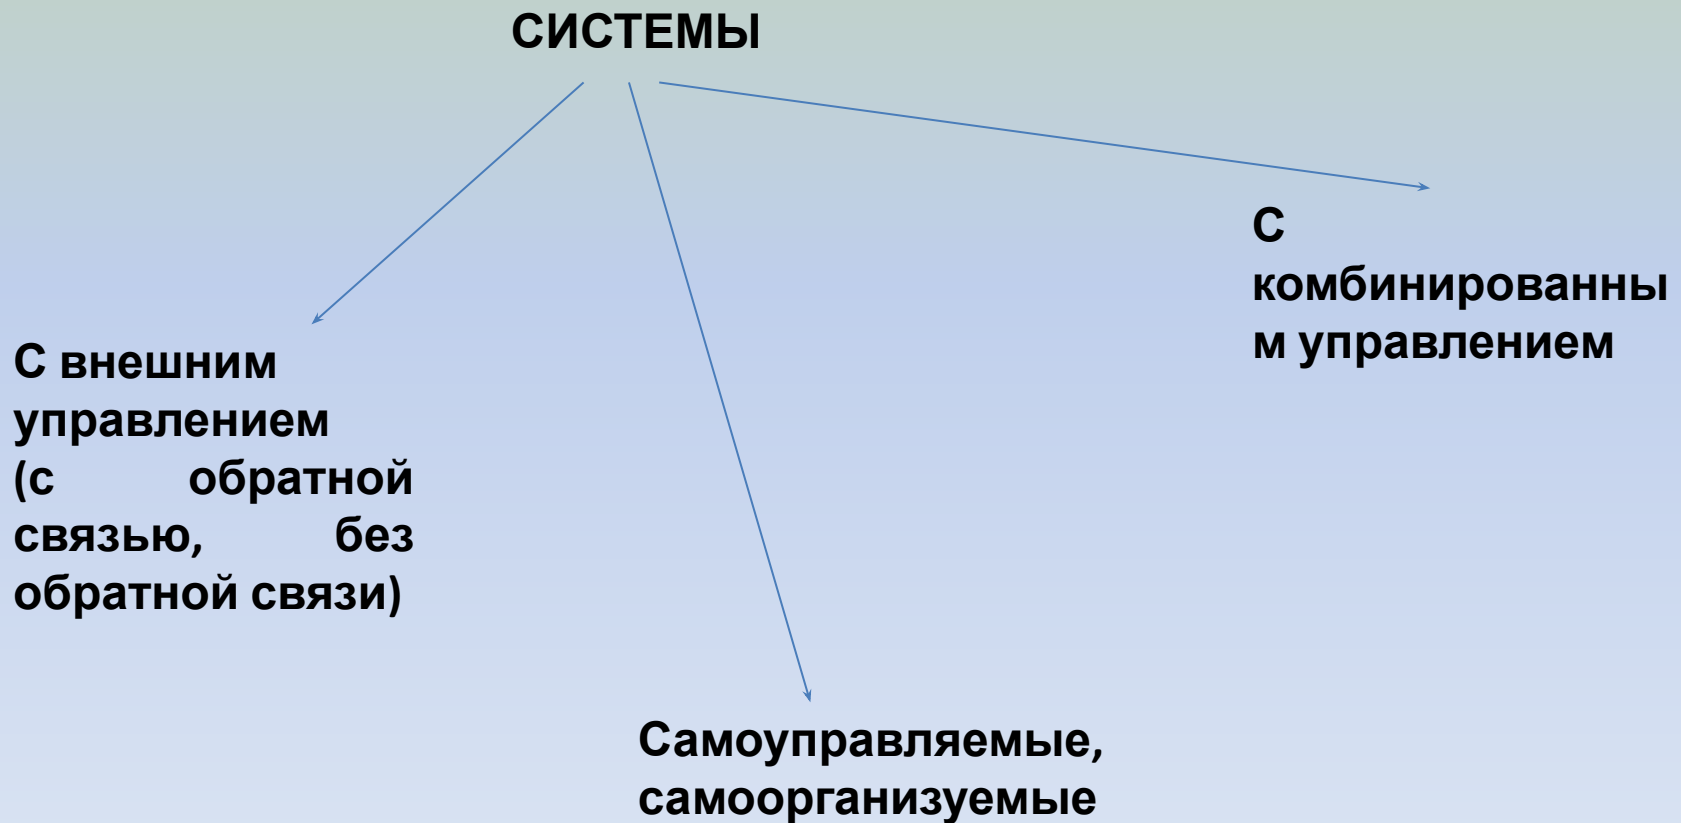 СИСТЕМЫ
С
комбинированны
м управлением
С внешним
управлением
(с обратной
связью, без
обратной связи)
Самоуправляемые,
самоорганизуемые